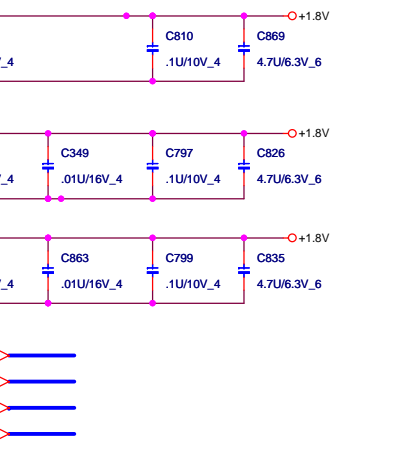 +1.8V
C810 C869
_4 .1U/10V_4 4.7U/6.3V_6
+1.8V
C349 C797 C826
_4 .01U/16V_4 .1U/10V_4 4.7U/6.3V_6
+1.8V
C863 C799 C835
_4 .01U/16V_4 .1U/10V_4 4.7U/6.3V_6